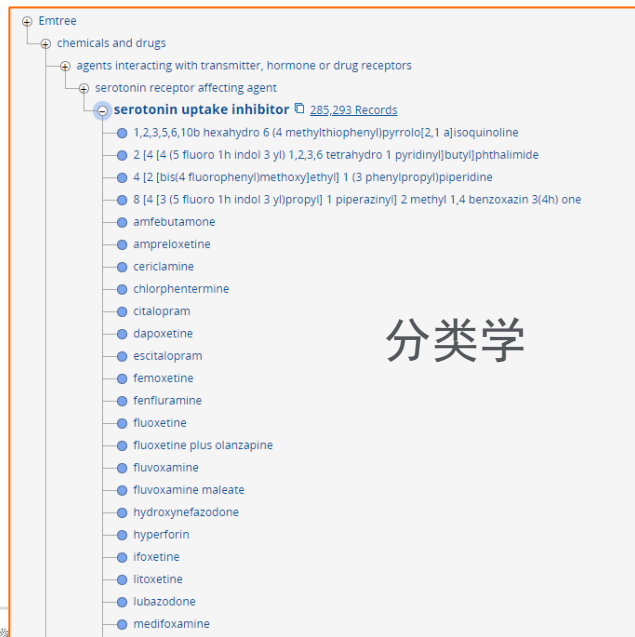 Emtree
chemicals and drugs
agents interacting with transmitter, hormone or drug receptors
serotonin receptor affecting agent
serotonin uptake inhibitor 285,293 Records
1,2,3,5,6,10b hexahydro 6 (4 methylthiophenyl)pyrrolo[2,1 a]isoquinoline
2 [4 [4 (5 fluoro 1h indol 3 yl) 1,2,3,6 tetrahydro 1 pyridinyl]butyl]phthalimide
4 [2 [bis(4 fluorophenyl)methoxy]ethyl] 1 (3 phenylpropyl)piperidine
8 [4 [3 (5 fluoro 1h indol 3 yl)propyl] 1 piperazinyl] 2 methyl 1,4 benzoxazin 3(4h) one
amfebutamone
ampreloxetine
cericlamine
chlorphentermine
citalopram
dapoxetine
分类学
escitalopram
femoxetine
fenfluramine
fluoxetine
fluoxetine plus olanzapine
fluvoxamine
fluvoxamine maleate
hydroxynefazodone
hyperforin
ifoxetine
litoxetine
lubazodone
medifoxamine